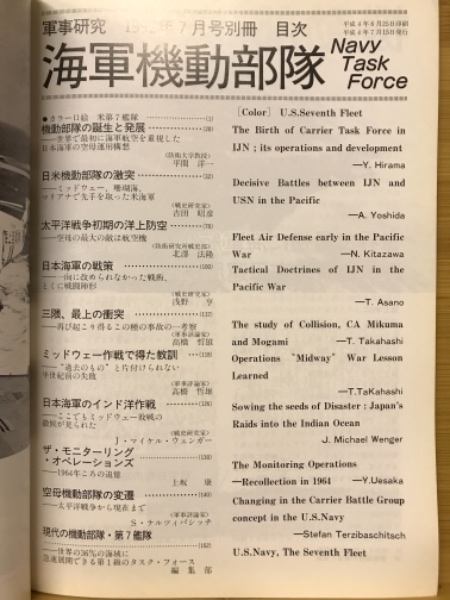 軍事研究 1992年7月号別冊 目次
平成4年6月25日印刷
平成4年7月15日発行
海軍機動部隊
Navy
Task
Force
●カラー口絵 米第7艦隊
機動部隊の誕生と発展
――世界で最初に海軍航空を重視した
日本海軍の空母運用構想
(防衛大学教授)
平間 洋一
日米機動部隊の激突
――ミッドウェー、珊瑚海、
マリアナで先手を取った米海軍
(戦史研究家)
吉田 昭彦
太平洋戦争初期の洋上防空
――空母の最大の敵は航空機
(防衛研究所戦史部)
北澤 法隆
日本海軍の戦策
――向に改められなかった戦術、
とくに戦闘陣形
(戦史研究家)
浅野
三隈、最上の衝突
――再び起こり得るこの種の事故の一考察
(軍事評論家)
高橋
ミッドウェー作戦で得た教訓
――“過去のもの”と片付けられない
半世紀前の失敗
(軍事評論家)
高橋
日本海軍のインド洋作戦
――ここでもミッドウェー敗戦の
徴候が見られた
(戦史研究家)
J・マイケル・ウェンガー
ザ・モニターリング
・オペレーションズ
――1964年ころの追憶
上坂 康
空母機動部隊の変遷
――太平洋戦争から現在まで
(軍事評論家)
S・テルツィバシッチ
現代の機動部隊・第7艦隊
――世界の36%の海域に
急速展開できる第1級のタスク・フォース
編集部
[Color] U.S.Seventh Fleet
The Birth of Carrier Task Force in
IJN ; its operations and development
—Y. Hirama
Decisive Battles between IJN and
USN in the Pacific
—A. Yoshida
Fleet Air Defense early in the Pacific
War —N. Kitazawa
Tactical Doctrines of IJN in the
Pacific War
—T. Asano
The study of Collision, CA Mikuma
and Mogami —T. Takahashi
Operations "Midway" War Lesson
Learned
—T.TaKahashi
Sowing the seeds of Disaster : Japan's
Raids into the Indian Ocean
J. Michael Wenger
The Monitoring Operations
—Recollection in 1964 —Y.Uesaka
Changing in the Carrier Battle Group
concept in the U.S.Navy
—Stefan Terzibaschitsch
U.S.Navy, The Seventh Fleet